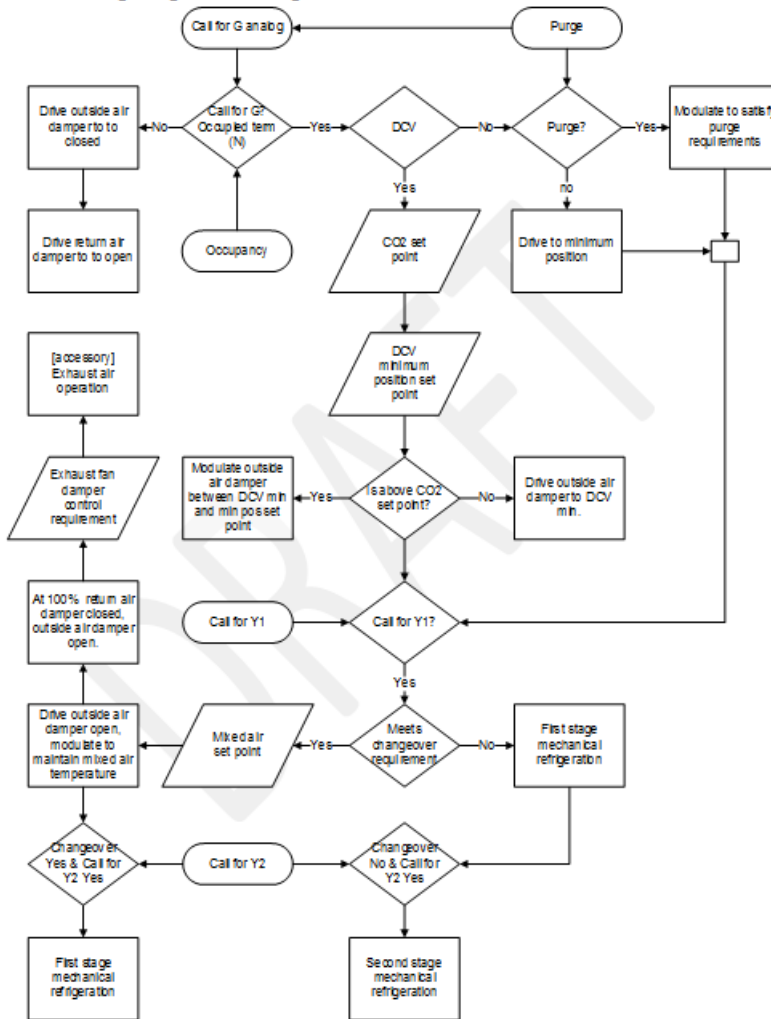 Call for G analog
Purge
Drive outside air
damper to to
closed
No
Call for G?
Occupied term
(N)
Yes
DCV
No
Purge?
Yes
Modulate to satisfy
purge
requirements
Yes
no
Drive return air
damper to to open
Occupancy
CO2 set
point
Drive to minimum
position
[accessory]
Exhaust air
operation
DCV
minimum
position set
point
Exhaust fan
damper
control
requirement
Modulate outside
air damper
between DCV min
and min pos set
point
Yes
Is above CO2
set point?
No
Drive outside air
damper to DCV
min.
At 100% return air
damper closed,
outside air damper
open.
Call for Y1
Call for Y1?
Yes
Drive outside air
damper open,
modulate to
maintain mixed air
temperature
Mixed air
set point
Yes
Meets
changeover
requirement
No
First stage
mechanical
refrigeration
Changeover
Yes & Call for
Y2 Yes
Call for Y2
Changeover
No & Call for
Y2 Yes
First stage
mechanical
refrigeration
Second stage
mechanical
refrigeration
DRAFT